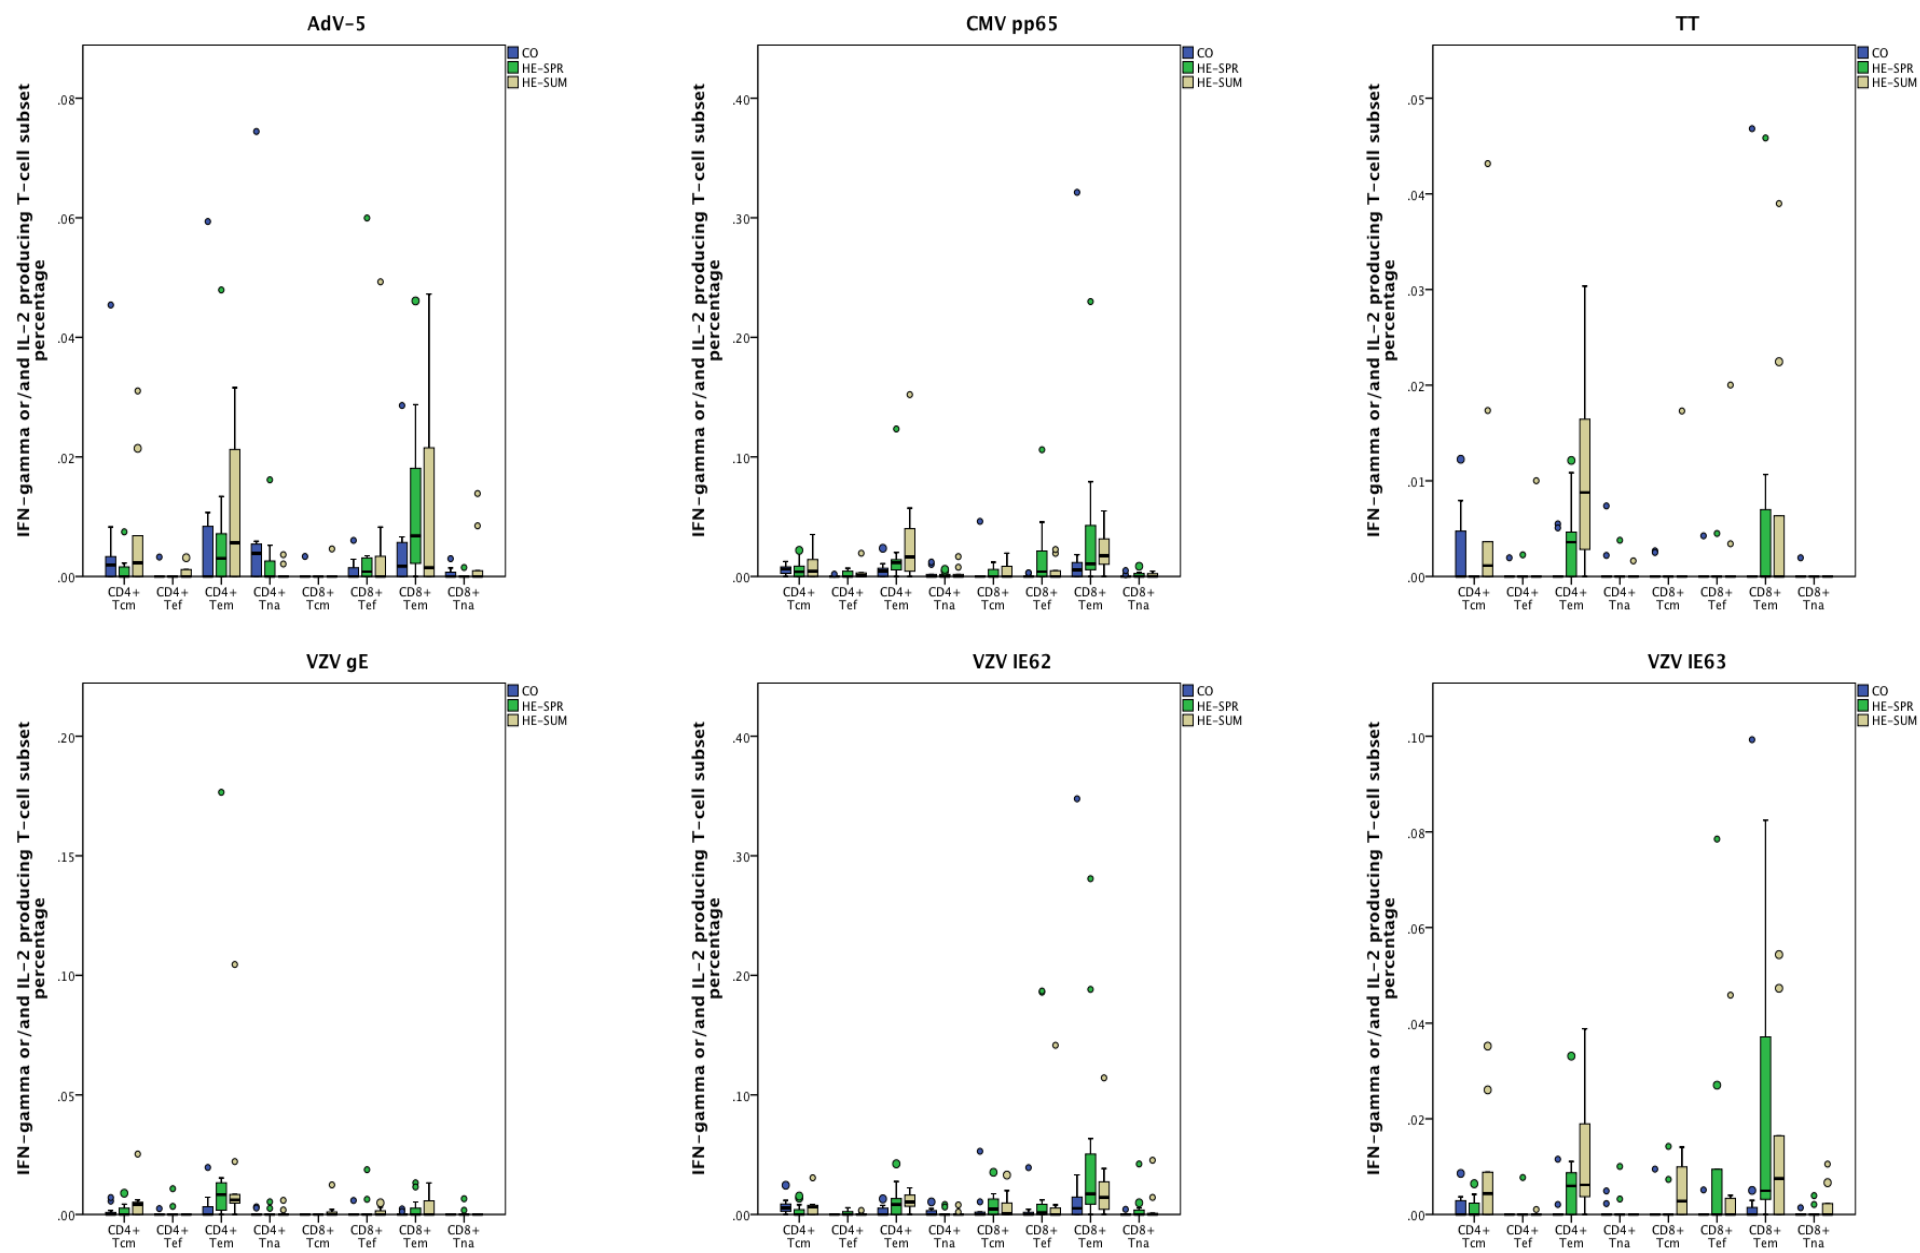 AdV-5
CO
HE-SPR
HE-SUM
IFN-gamma or/and IL-2 producing T-cell subset
percentage
.08
.06
.04
.02
.00
CD4+ CD4+ CD4+ CD4+ CD8+ CD8+ CD8+ CD8+
Tcm Tef Tem Tna Tcm Tef Tem Tna
CMV pp65
CO
HE-SPR
HE-SUM
IFN-gamma or/and IL-2 producing T-cell subset
percentage
.40
.30
.20
.10
.00
CD4+ CD4+ CD4+ CD4+ CD8+ CD8+ CD8+ CD8+
Tcm Tef Tem Tna Tcm Tef Tem Tna
TT
CO
HE-SPR
HE-SUM
IFN-gamma or/and IL-2 producing T-cell subset
percentage
.05
.04
.03
.02
.01
.00
CD4+ CD4+ CD4+ CD4+ CD8+ CD8+ CD8+ CD8+
Tcm Tef Tem Tna Tcm Tef Tem Tna
VZV gE
CO
HE-SPR
HE-SUM
IFN-gamma or/and IL-2 producing T-cell subset
percentage
.20
.15
.10
.05
.00
CD4+ CD4+ CD4+ CD4+ CD8+ CD8+ CD8+ CD8+
Tcm Tef Tem Tna Tcm Tef Tem Tna
VZV IE62
CO
HE-SPR
HE-SUM
IFN-gamma or/and IL-2 producing T-cell subset
percentage
.40
.30
.20
.10
.00
CD4+ CD4+ CD4+ CD4+ CD8+ CD8+ CD8+ CD8+
Tcm Tef Tem Tna Tcm Tef Tem Tna
VZV IE63
CO
HE-SPR
HE-SUM
IFN-gamma or/and IL-2 producing T-cell subset
percentage
.10
.08
.06
.04
.02
.00
CD4+ CD4+ CD4+ CD4+ CD8+ CD8+ CD8+ CD8+
Tcm Tef Tem Tna Tcm Tef Tem Tna